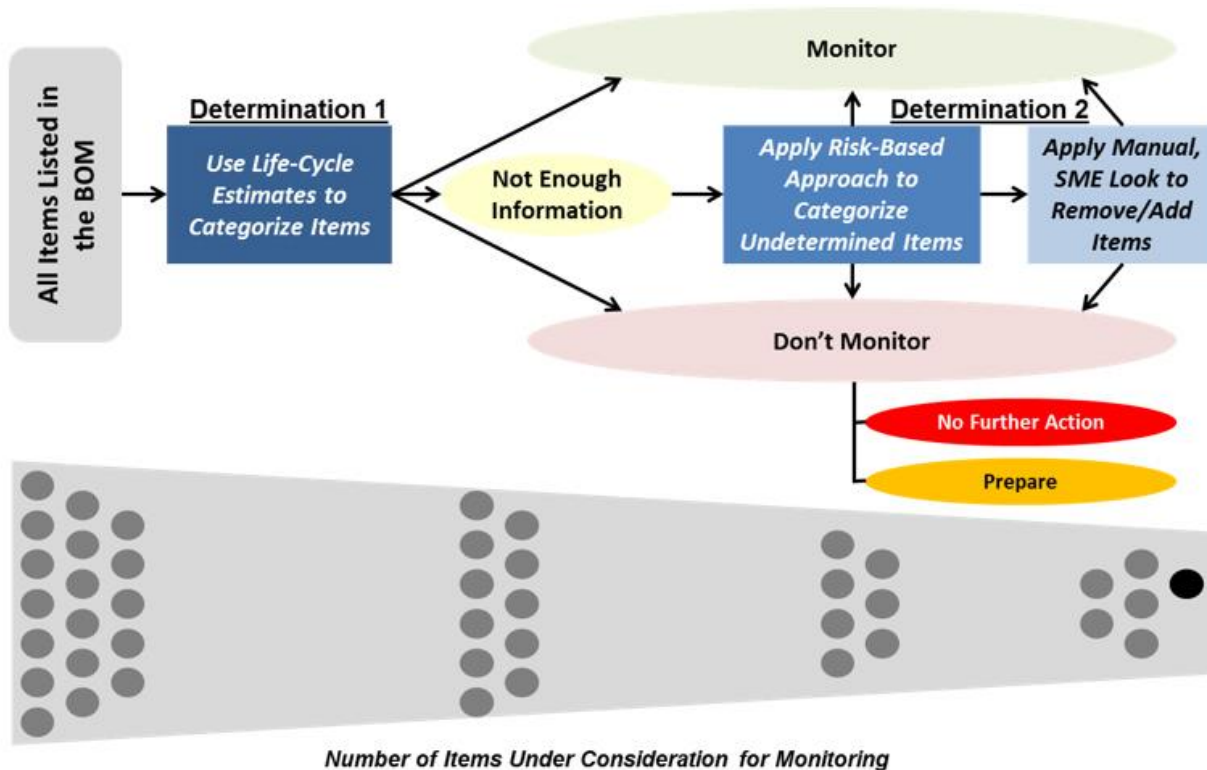 All Items Listed in
the BOM
Determination 1
Use Life-Cycle
Estimates to
Categorize Items
Monitor
Not Enough
Information
Determination 2
Apply Risk-Based
Approach to
Categorize
Undetermined Items
Apply Manual,
SME Look to
Remove/Add
Items
Don't Monitor
No Further Action
Prepare
Number of Items Under Consideration for Monitoring